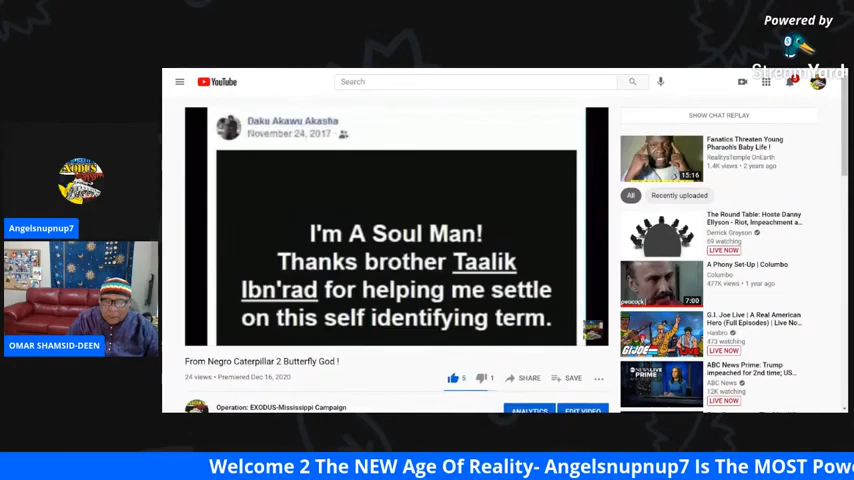 Powered by
StreamYard
YouTube
Search
Daku Akawu Akasha
November 24, 2017
I'm A Soul Man!
Thanks brother Taalik
Ibn'rad for helping me settle
on this self identifying term.
From Negro Caterpillar 2 Butterfly God !
24 views • Premiered Dec 16, 2020
5
1
SHARE
SAVE
Operation: EXODUS-Mississippi Campaign
ANALYTICS
EDIT VIDEO
SHOW CHAT REPLAY
Fanatics Threaten Young
Pharaoh's Baby Life !
RealitysTemple OnEarth
1.4K views • 2 years ago
15:16
All
Recently uploaded
The Round Table: Hoste Danny
Ellyson - Riot, Impeachment a...
Derrick Grayson
69 watching
LIVE NOW
A Phony Set-Up | Columbo
Columbo
477K views • 1 year ago
peacock
7:00
G.I. Joe Live | A Real American
Hero (Full Episodes) | Live No...
Hasbro
473 watching
LIVE NOW
GI JOE
ABC News Prime: Trump
impeached for 2nd time; US...
ABC News
12K watching
LIVE NOW
NEWSLIVE
PRIME
Angelsnupnup7
OMAR SHAMSID-DEEN
Welcome 2 The NEW Age Of Reality- Angelsnupnup7 Is The MOST Powe